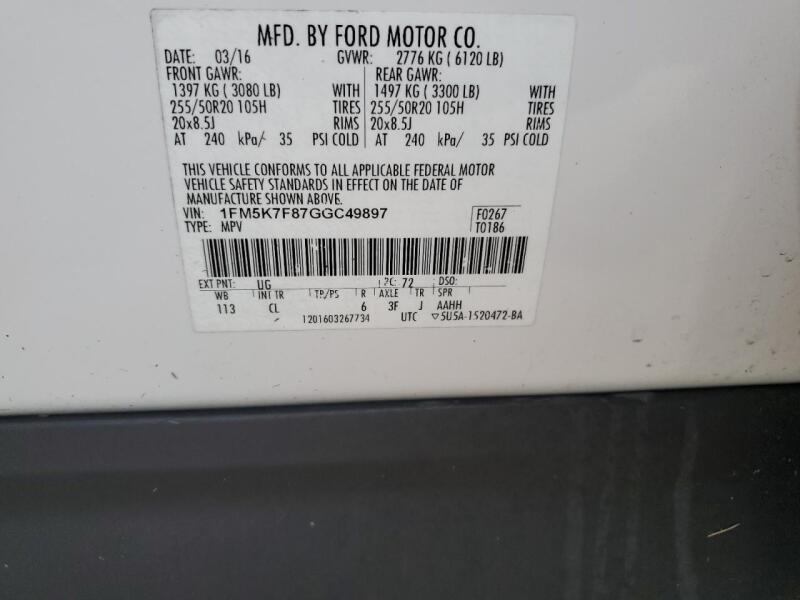 MFD. BY FORD MOTOR CO.
DATE: 03/16 GVWR: 2776 KG ( 6120 LB)
FRONT GAWR: REAR GAWR:
1397 KG ( 3080 LB) WITH 1497 KG ( 3300 LB) WITH
255/50R20 105H TIRES 255/50R20 105H TIRES
20x8.5J RIMS 20x8.5J RIMS
AT 240 kPa/ 35 PSI COLD AT 240 kPa/ 35 PSI COLD
THIS VEHICLE CONFORMS TO ALL APPLICABLE FEDERAL MOTOR
VEHICLE SAFETY STANDARDS IN EFFECT ON THE DATE OF
MANUFACTURE SHOWN ABOVE.
VIN: 1FM5K7F87GGC49897 F0267
TYPE: MPV T0186
EXT PNT: UG RC: 72 DSO:
WB INT TR TP/PS R AXLE TR SPR
113 CL 6 3F J AAHH
1201603267734 UTC ▽5U5A-1520472-BA